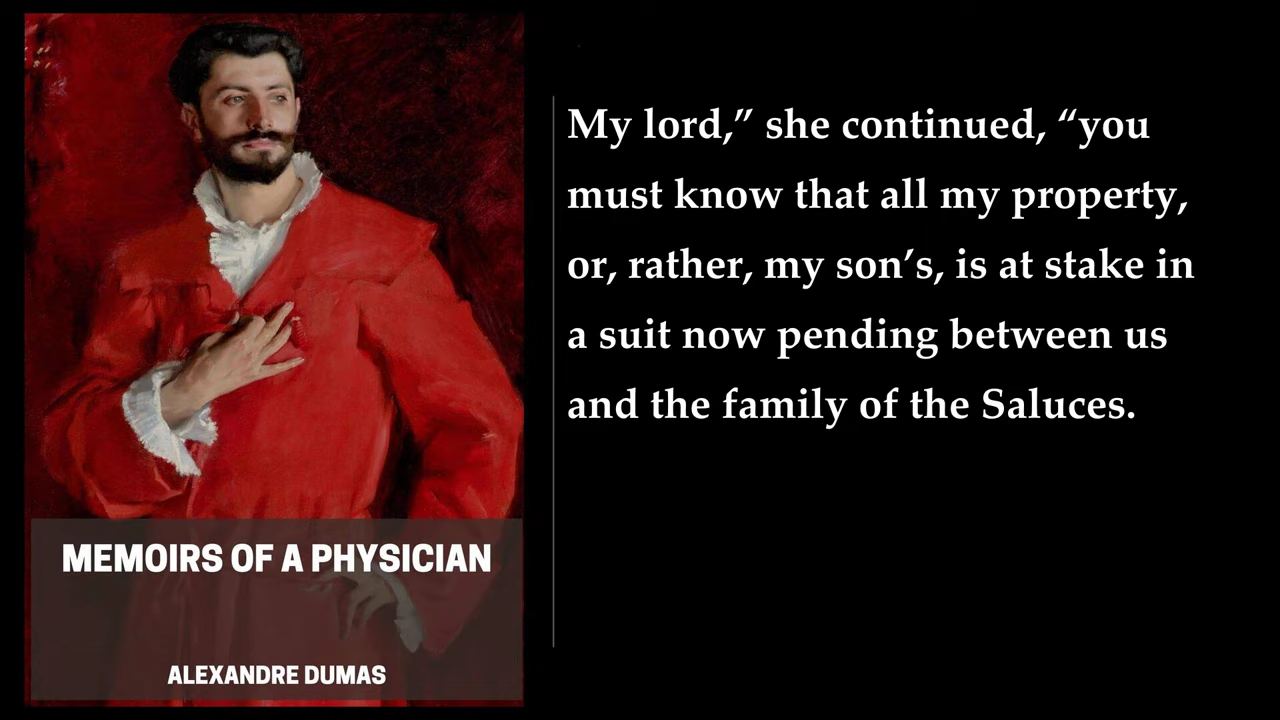 My lord,” she continued, “you
must know that all my property,
or, rather, my son’s, is at stake in
a suit now pending between us
and the family of the Saluces.
MEMOIRS OF A PHYSICIAN
ALEXANDRE DUMAS